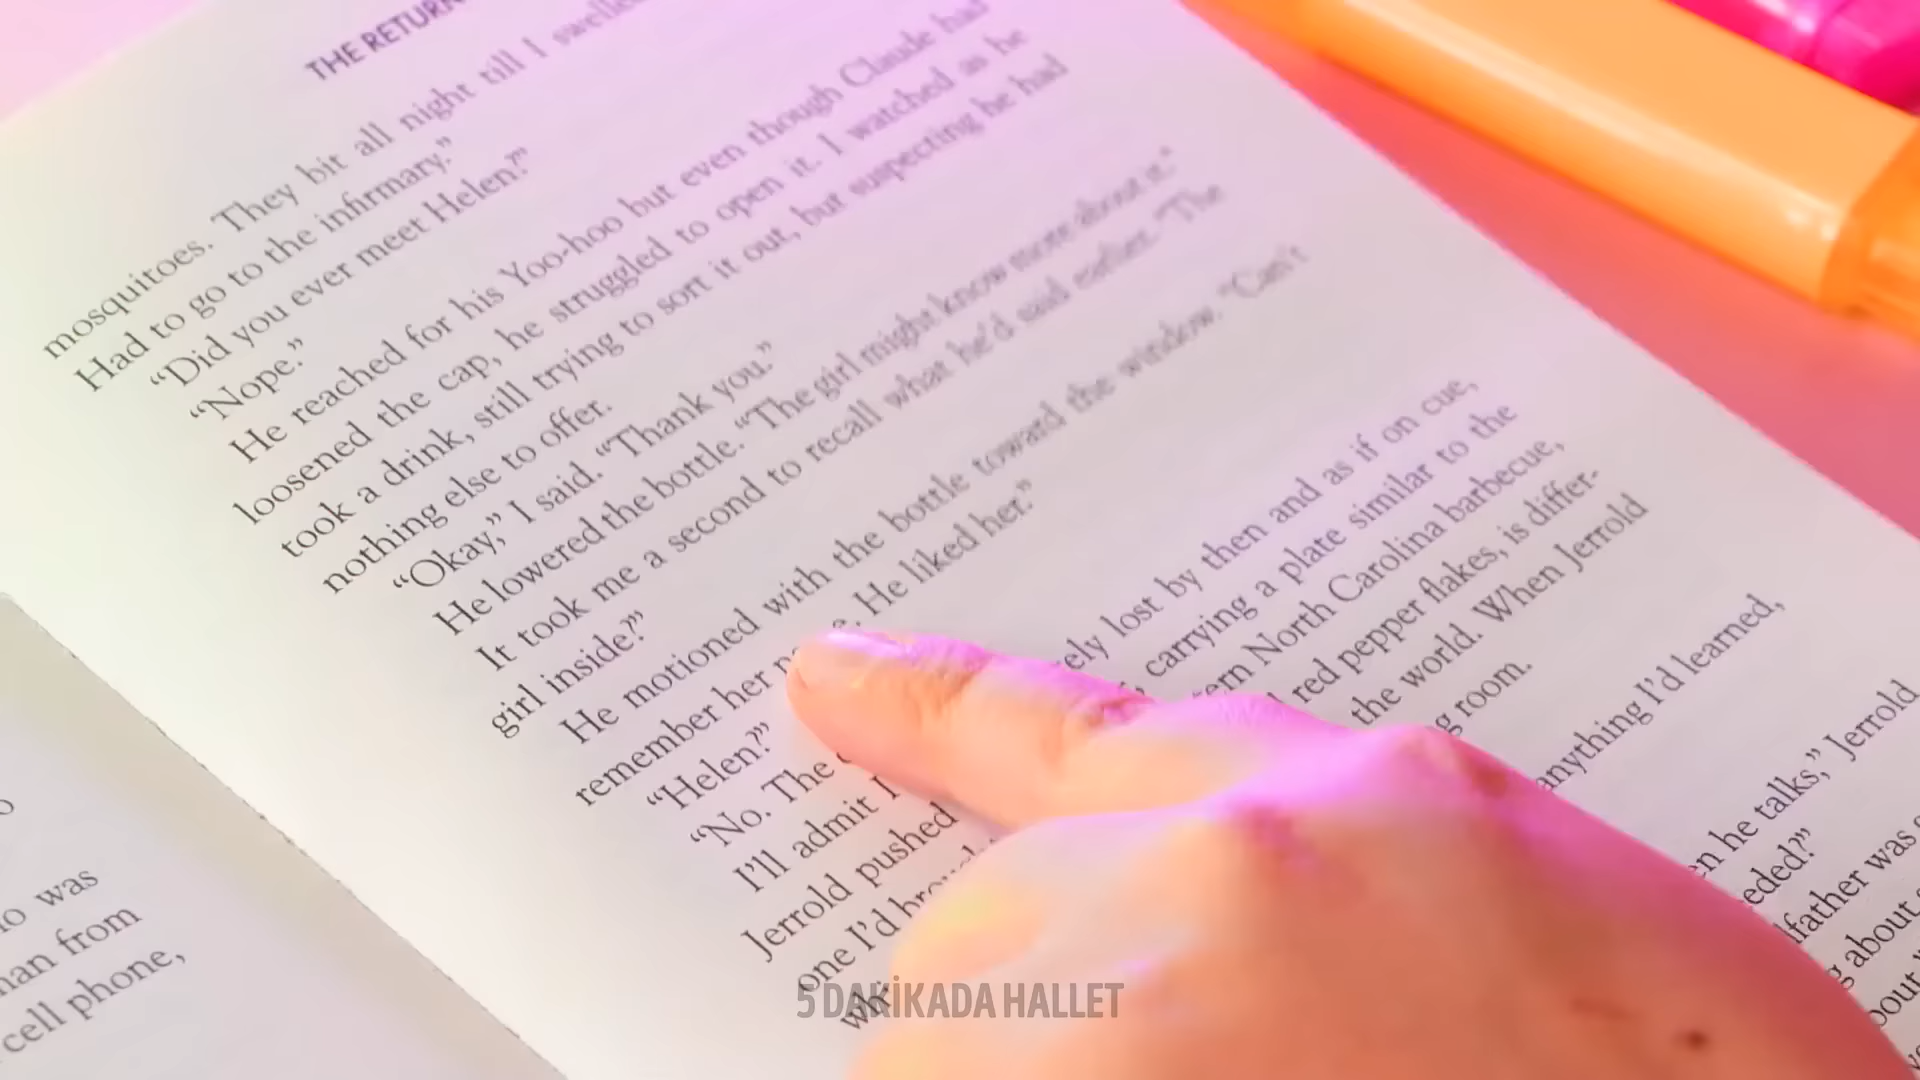 THE RETURN
mosquitoes. They bit all night till I swelled
Had to go to the infirmary."
"Did you ever meet Helen?"
"Nope."
He reached for his Yoo-hoo but even though Claude had
loosened the cap, he struggled to open it. I watched as he
took a drink, still trying to sort it out, but suspecting he had
nothing else to offer.
"Okay," I said. "Thank you."
He lowered the bottle. "The girl might know more about it."
It took me a second to recall what he'd said earlier. "The
girl inside?"
He motioned with the bottle toward the window. "Can't
remember her He liked her."
"Helen?"
"No. The
I'll admit I lost by then and as if on cue,
Jerrold pushed carrying a plate similar to the
one I'd North Carolina barbecue,
red pepper flakes, is differ-
the world. When Jerrold
room.
anything I'd learned,
he talks," Jerrold
was
about
was
from
cell phone,
5 DAKİKADA HALLET